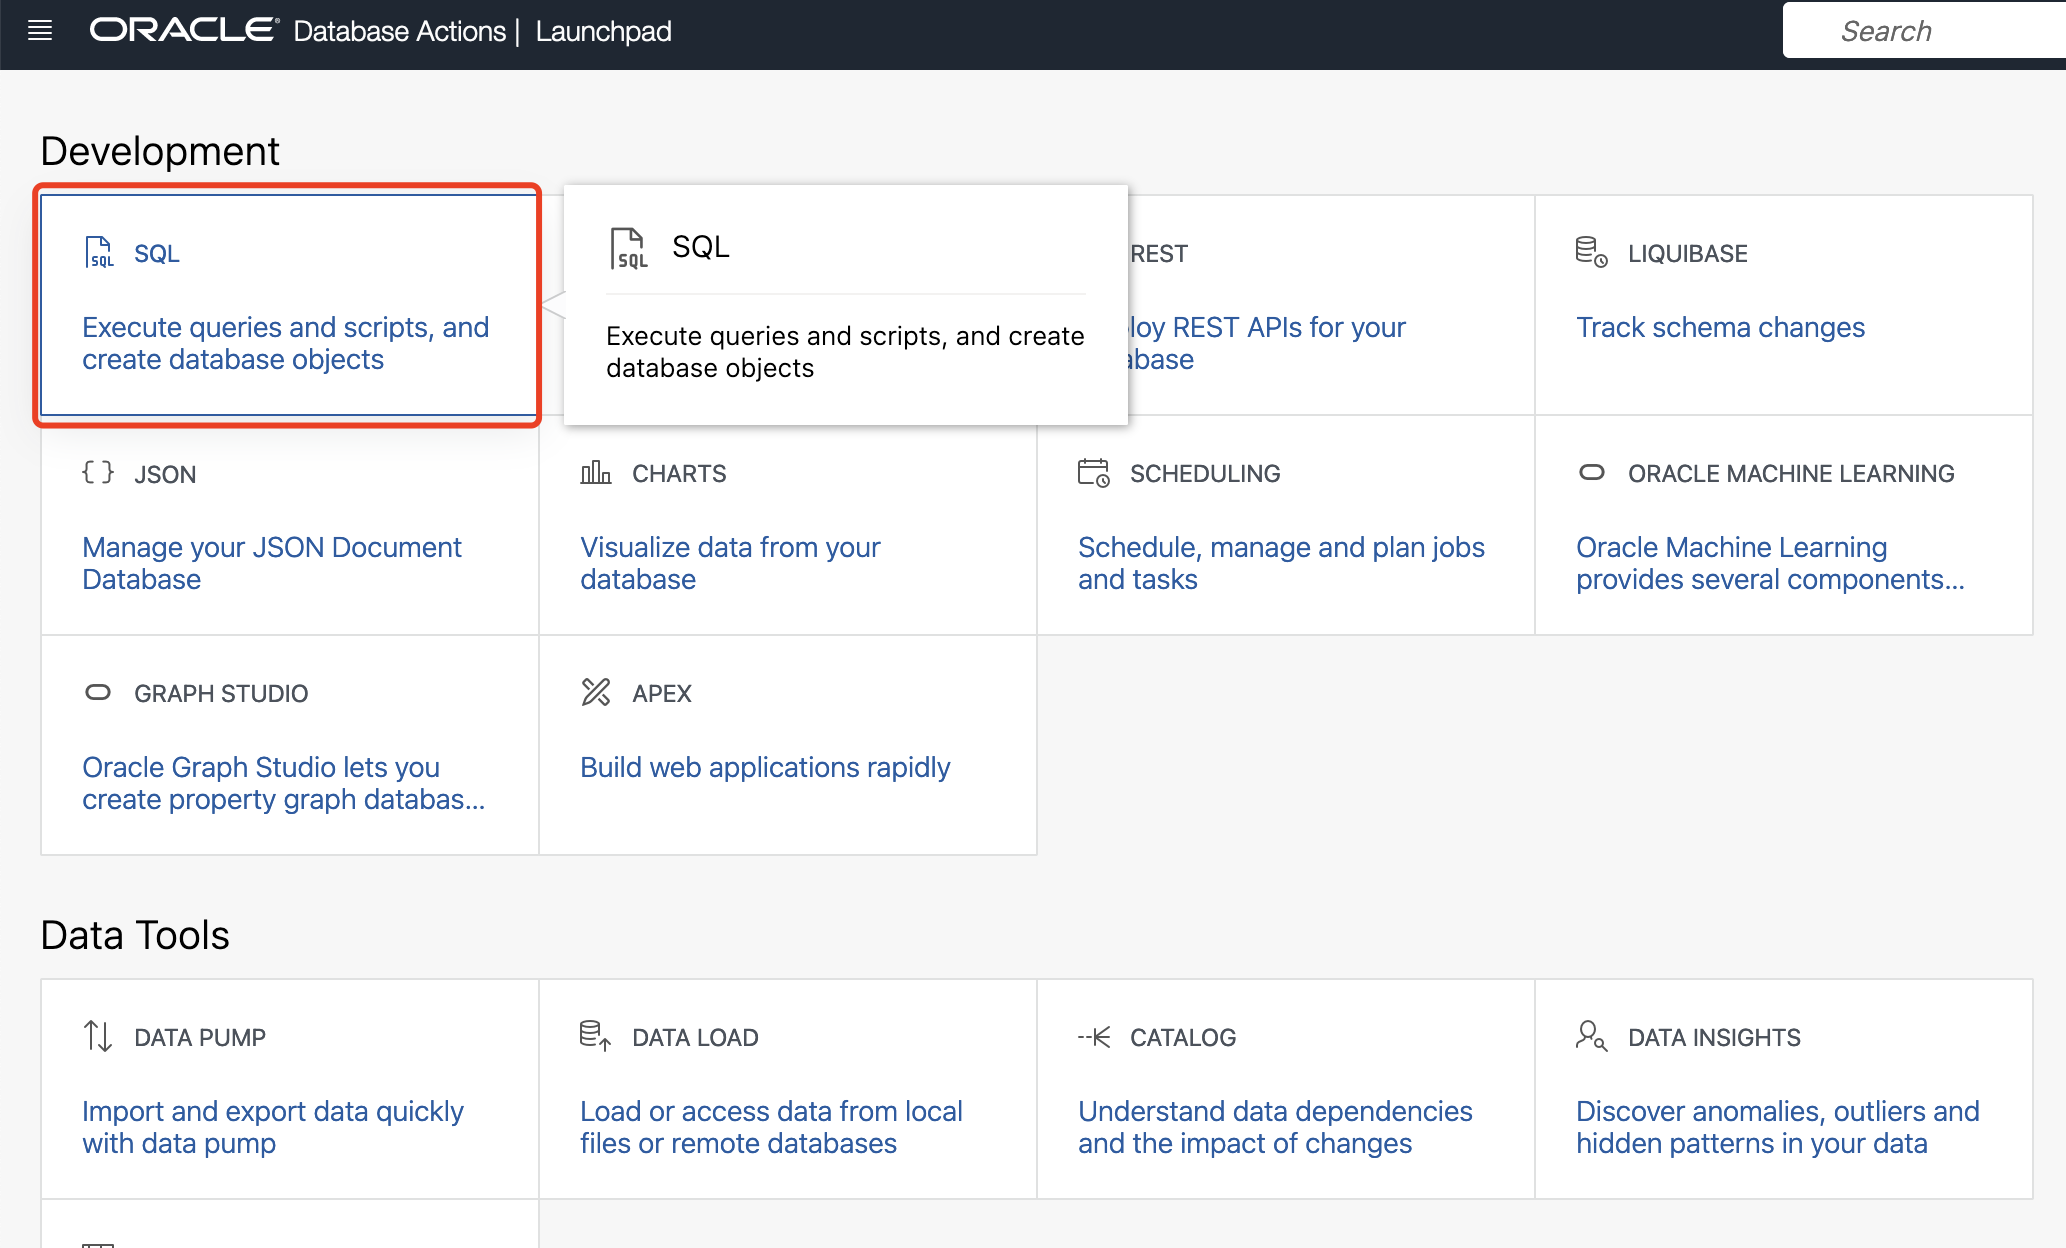 ORACLE® Database Actions | Launchpad
Search
Development
SQL
Execute queries and scripts, and
create database objects
SQL
Execute queries and scripts, and create
database objects
REST
loy REST APIs for your
abase
LIQUIBASE
Track schema changes
{ } JSON
Manage your JSON Document
Database
CHARTS
Visualize data from your
database
SCHEDULING
Schedule, manage and plan jobs
and tasks
ORACLE MACHINE LEARNING
Oracle Machine Learning
provides several components...
GRAPH STUDIO
Oracle Graph Studio lets you
create property graph databas...
APEX
Build web applications rapidly
Data Tools
DATA PUMP
Import and export data quickly
with data pump
DATA LOAD
Load or access data from local
files or remote databases
CATALOG
Understand data dependencies
and the impact of changes
DATA INSIGHTS
Discover anomalies, outliers and
hidden patterns in your data